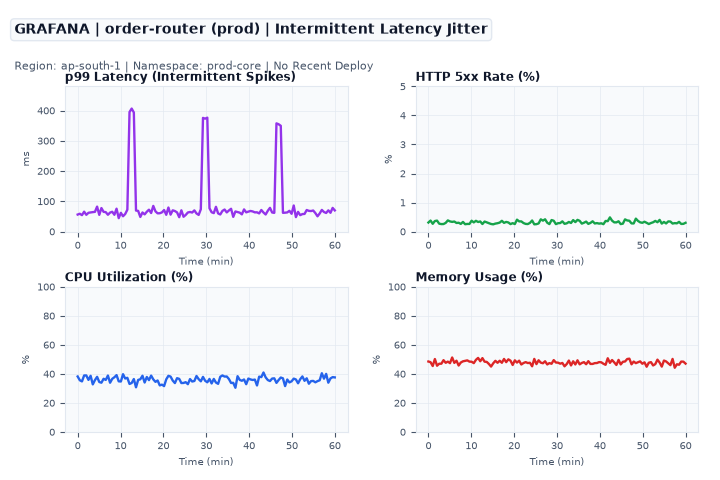 GRAFANA | order-router (prod) | Intermittent Latency Jitter
Region: ap-south-1 | Namespace: prod-core | No Recent Deploy
p99 Latency (Intermittent Spikes)
400
300
200
100
0
ms
0 10 20 30 40 50 60
Time (min)
HTTP 5xx Rate (%)
5
4
3
2
1
0
%
0 10 20 30 40 50 60
Time (min)
CPU Utilization (%)
100
80
60
40
20
0
%
0 10 20 30 40 50 60
Time (min)
Memory Usage (%)
100
80
60
40
20
0
%
0 10 20 30 40 50 60
Time (min)